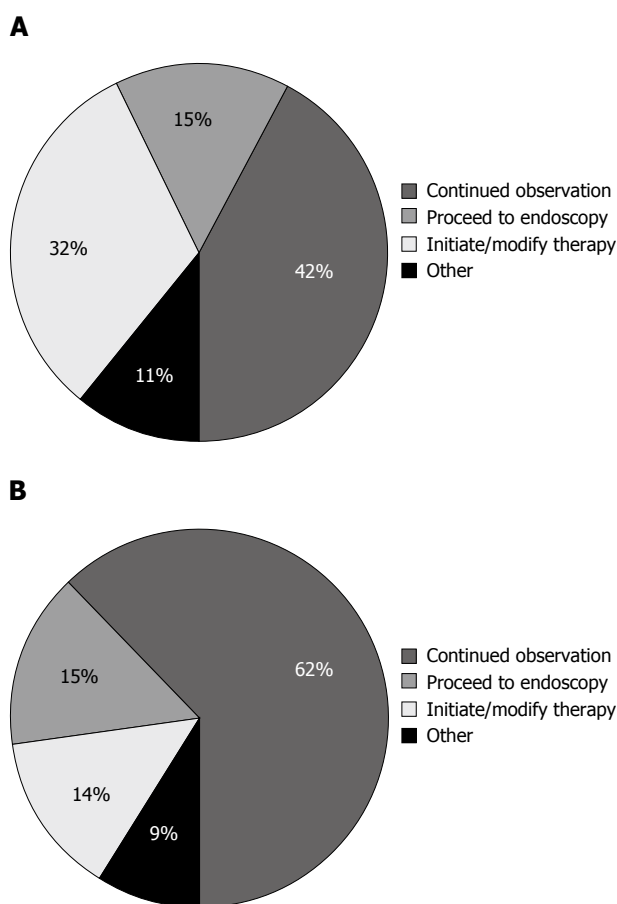 A
15%
32%
42%
11%
Continued observation
Proceed to endoscopy
Initiate/modify therapy
Other
B
62%
15%
14%
9%
Continued observation
Proceed to endoscopy
Initiate/modify therapy
Other